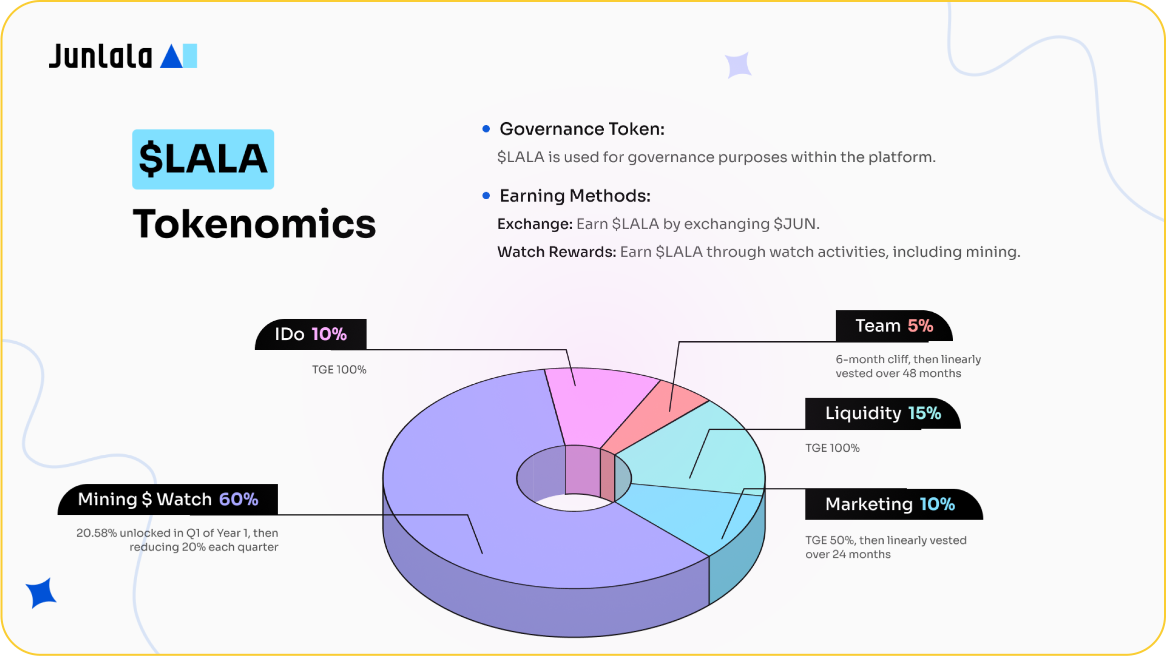 Junlala AI
$LALA
Tokenomics
Governance Token:
$LALA is used for governance purposes within the platform.
Earning Methods:
Exchange: Earn $LALA by exchanging $JUN.
Watch Rewards: Earn $LALA through watch activities, including mining.
IDo 10%
TGE 100%
Team 5%
6-month cliff, then linearly
vested over 48 months
Liquidity 15%
TGE 100%
Mining $ Watch 60%
20.58% unlocked in Q1 of Year 1, then
reducing 20% each quarter
Marketing 10%
TGE 50%, then linearly vested
over 24 months